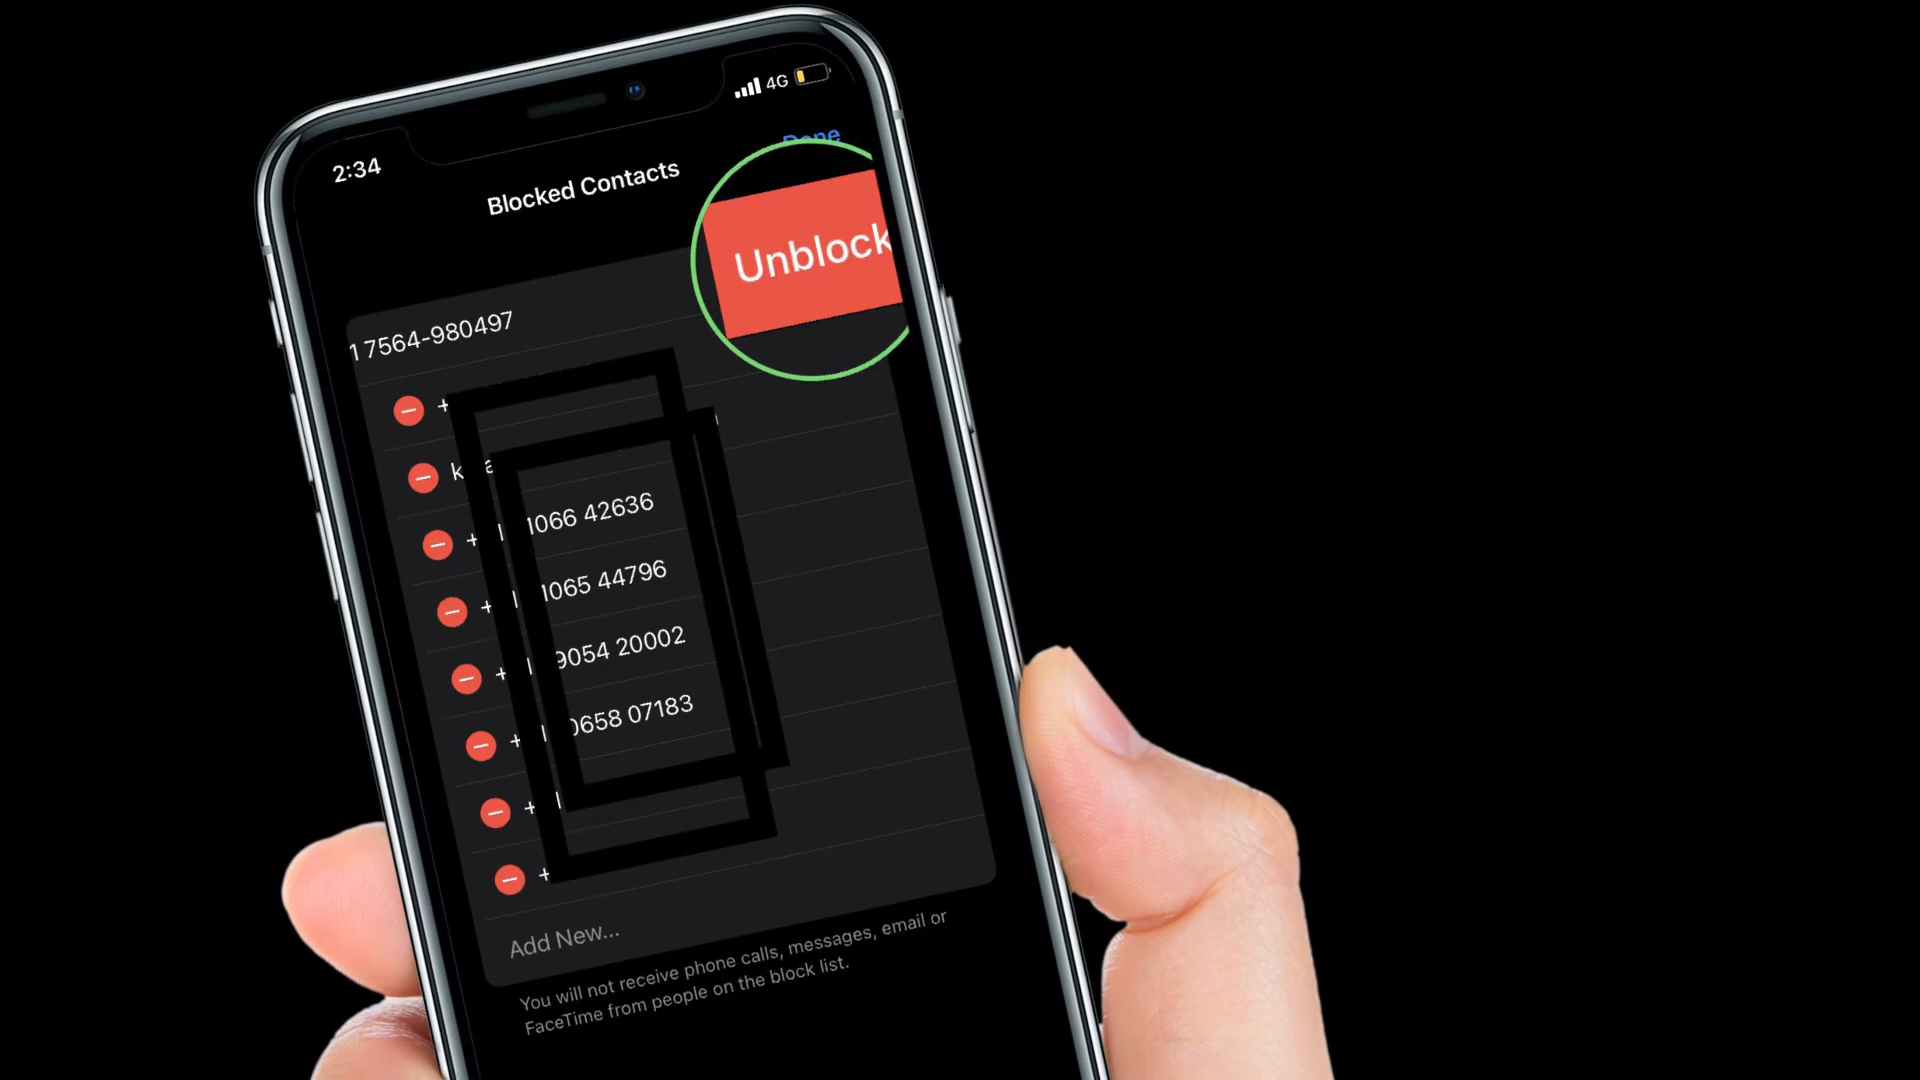 4G
2:34
Done
Blocked Contacts
Unblock
1 7564-980497
+
k
+ 1066 42636
+ 1065 44796
+ 9054 20002
+ 0658 07183
+
+
Add New...
You will not receive phone calls, messages, email or
FaceTime from people on the block list.